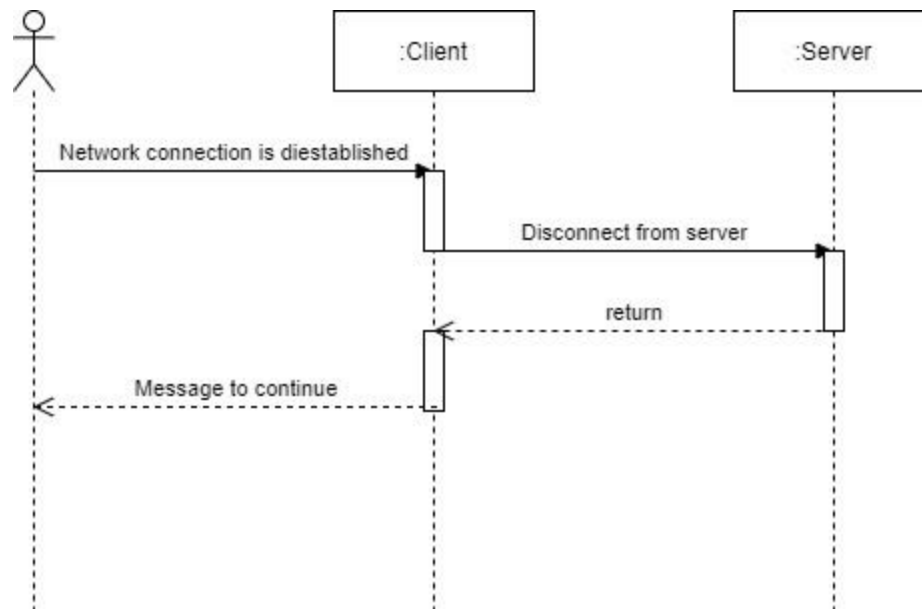 :Client
:Server
Network connection is diestablished
Disconnect from server
return
Message to continue